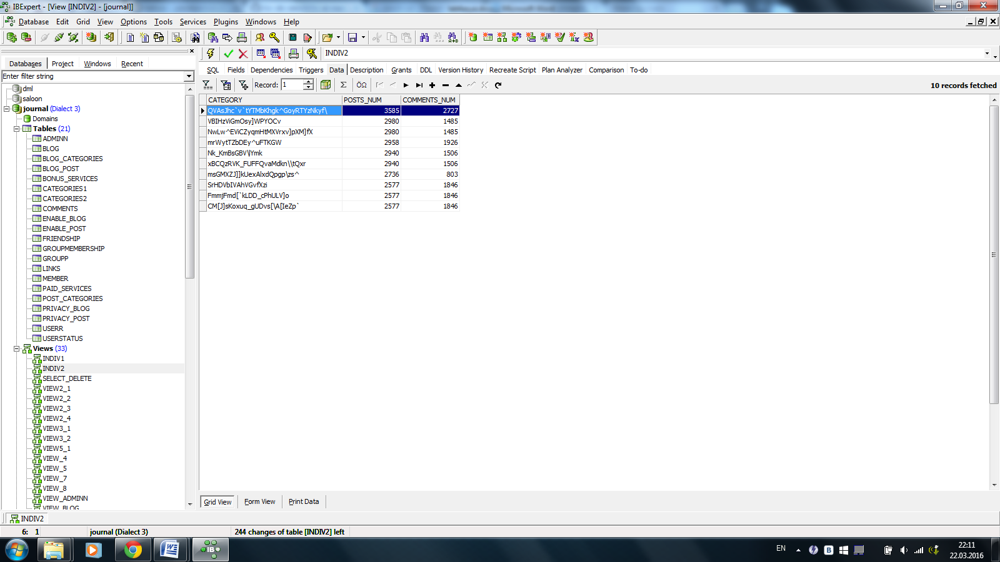 IBExpert - [View [INDIV2] - [journal]]
Database Edit Grid View Options Tools Services Plugins Windows Help
Databases Project Windows Recent
Enter filter string
dml
saloon
journal (Dialect 3)
Domains
Tables (21)
ADMINN
BLOG
BLOG_CATEGORIES
BLOG_POST
BONUS_SERVICES
CATEGORIES1
CATEGORIES2
COMMENTS
ENABLE_BLOG
ENABLE_POST
FRIENDSHIP
GROUPMEMBERSHIP
GROUPP
LINKS
MEMBER
PAID_SERVICES
POST_CATEGORIES
PRIVACY_BLOG
PRIVACY_POST
USERR
USERSTATUS
Views (33)
INDIV1
INDIV2
SELECT_DELETE
VIEW2_1
VIEW2_2
VIEW2_3
VIEW2_4
VIEW3_1
VIEW3_2
VIEW5_1
VIEW_4
VIEW_5
VIEW_7
VIEW_8
VIEW_ADMINN
VIEW_BLOG
INDIV2
SQL Fields Dependencies Triggers Data Description Grants DDL Version History Recreate Script Plan Analyzer Comparison To-do
Record: 1 Σ ÖΩ 10 records fetched
CATEGORY POSTS_NUM COMMENTS_NUM
QVAsJhc`v`tYTMbKhgk^GoyRTYzNkyf\ 3585 2727
VBIHzViGmOsy]WPYOCv 2980 1485
NwLw^EViCZyqmHtMXVrxv]pXM]fX 2980 1485
mrWytTZbDEy^uFTKGW 2958 1926
Nk_KmBsGBV\lYmk 2940 1506
xBCQzRVK_FUFFQvaMdkn\\tQxr 2940 1506
msGMXZJ]]kUexAlxdQpgp\zs^ 2736 803
SrHDVbIVAhVGvfXzi 2577 1846
FmmjFmd[`kLDD_cPhULV]o 2577 1846
CM[J]sKoxuq_gUDvs[\A[IeZp` 2577 1846
Grid View Form View Print Data
INDIV2
6: 1 journal (Dialect 3) 244 changes of table [INDIV2] left
EN
22:11
22.03.2016